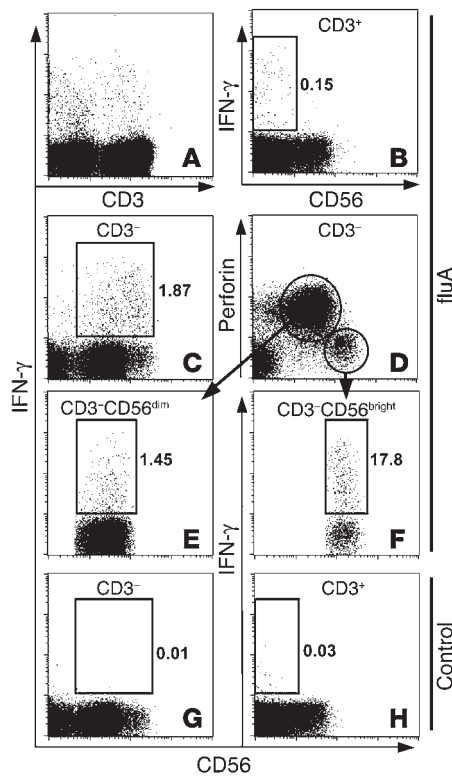 A
IFN-γ
CD3
CD3⁺
0.15
B
IFN-γ
CD56
CD3⁻
1.87
C
IFN-γ
CD3⁻
D
Perforin
fluA
CD3⁻CD56ᵈⁱᵐ
1.45
E
CD3⁻CD56ᵇʳⁱᵍʰᵗ
17.8
F
IFN-γ
CD3⁻
0.01
G
CD3⁺
0.03
H
Control
CD56